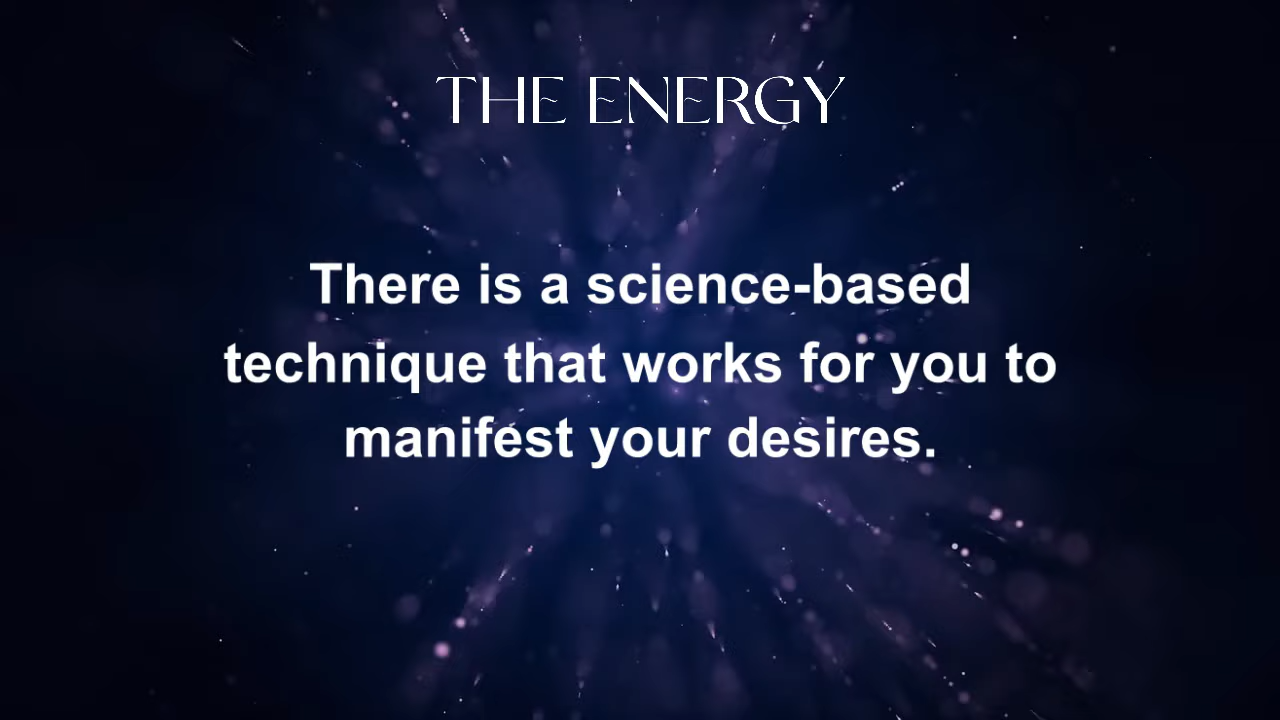 THE ENERGY
There is a science-based
technique that works for you to
manifest your desires.